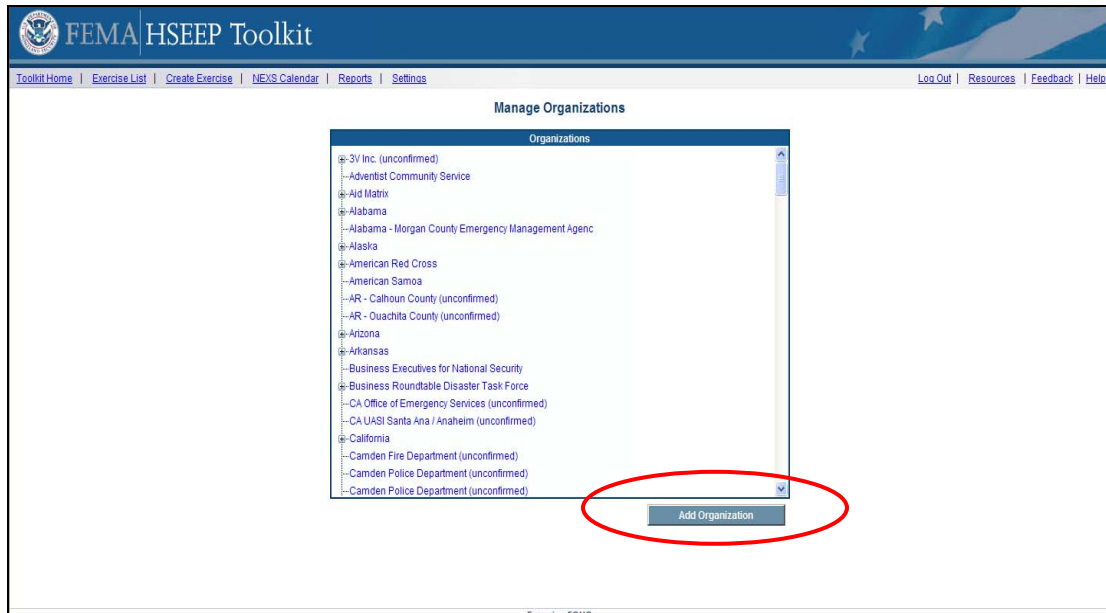 FEMA HSEEP Toolkit
Toolkit Home | Exercise List | Create Exercise | NEXS Calendar | Reports | Settings Log Out | Resources | Feedback | Help
Manage Organizations
Organizations
3V Inc. (unconfirmed)
Adventist Community Service
Aid Matrix
Alabama
Alabama - Morgan County Emergency Management Agenc
Alaska
American Red Cross
American Samoa
AR - Calhoun County (unconfirmed)
AR - Ouachita County (unconfirmed)
Arizona
Arkansas
Business Executives for National Security
Business Roundtable Disaster Task Force
CA Office of Emergency Services (unconfirmed)
CA UASI Santa Ana / Anaheim (unconfirmed)
California
Camden Fire Department (unconfirmed)
Camden Police Department (unconfirmed)
Camden Police Department (unconfirmed)
Add Organization